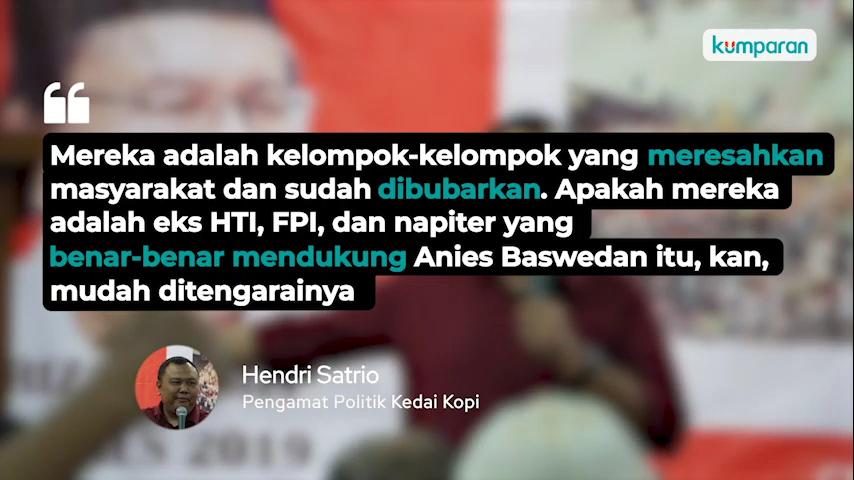 kumparan
Mereka adalah kelompok-kelompok yang meresahkan
masyarakat dan sudah dibubarkan. Apakah mereka
adalah eks HTI, FPI, dan napiter yang
benar-benar mendukung Anies Baswedan itu, kan,
mudah ditengarainya
Hendri Satrio
Pengamat Politik Kedai Kopi
2019